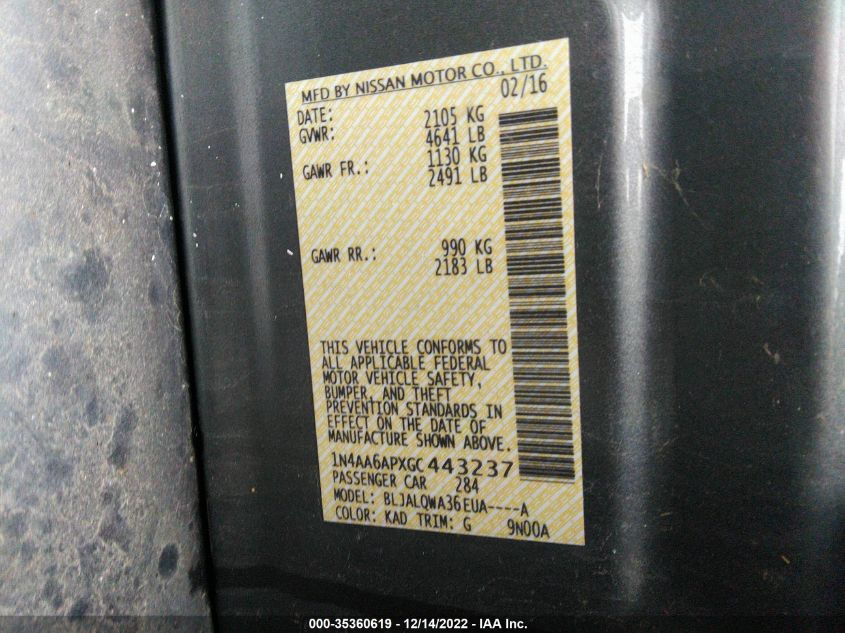 MFD BY NISSAN MOTOR CO., LTD.
DATE: 02/16
GVWR: 2105 KG
4641 LB
GAWR FR.: 1130 KG
2491 LB
GAWR RR.: 990 KG
2183 LB
THIS VEHICLE CONFORMS TO
ALL APPLICABLE FEDERAL
MOTOR VEHICLE SAFETY,
BUMPER, AND THEFT
PREVENTION STANDARDS IN
EFFECT ON THE DATE OF
MANUFACTURE SHOWN ABOVE.
1N4AA6APXGC443237
PASSENGER CAR 284
MODEL: BLJALQWA36EUA----A
COLOR: KAD TRIM: G 9N00A
000-35360619 - 12/14/2022 - IAA Inc.